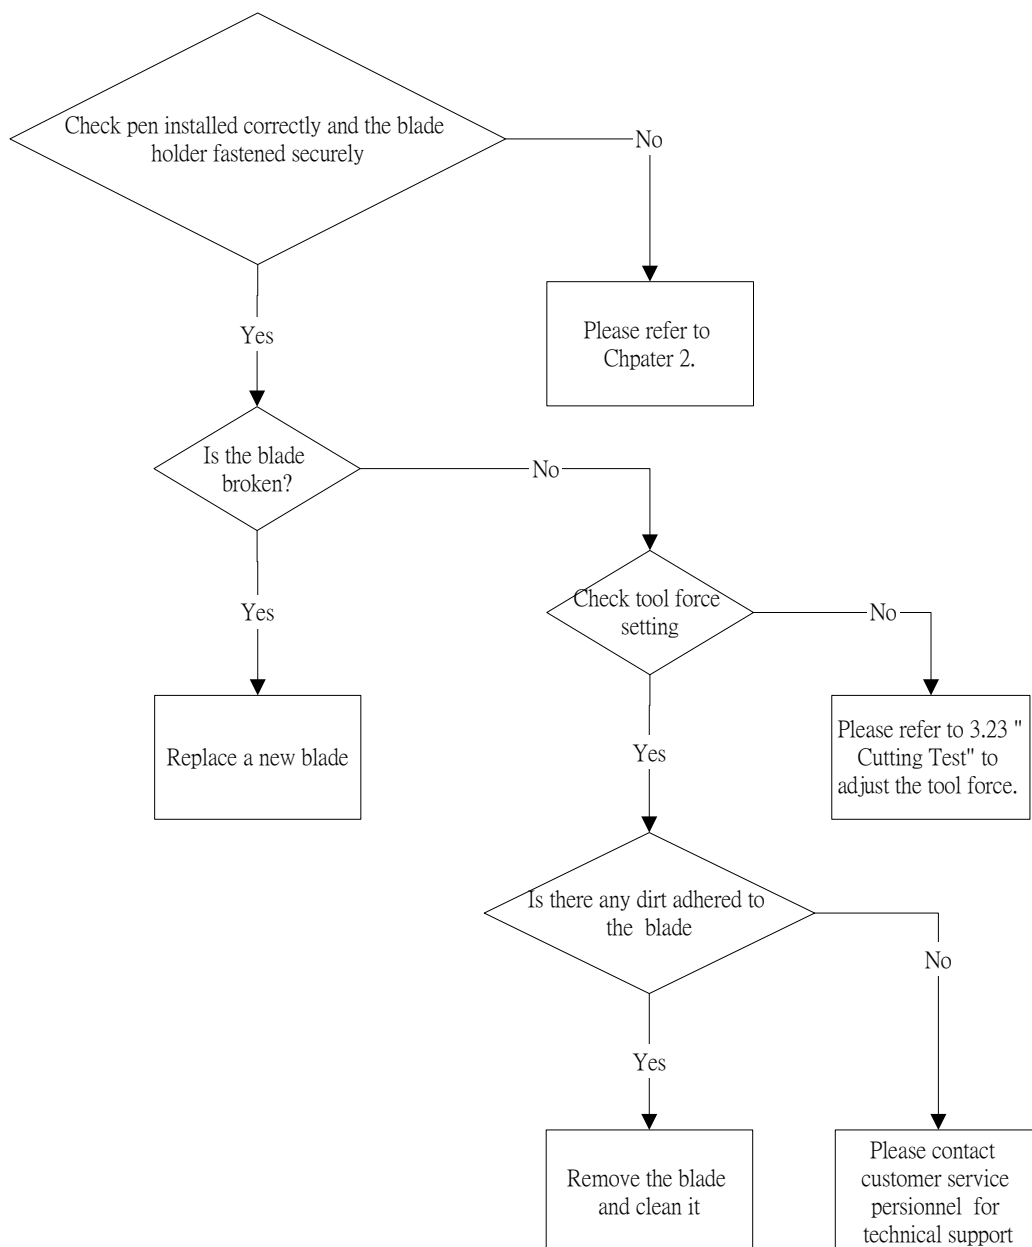 Check pen installed correctly and the blade
holder fastened securely
No
Please refer to
Chpater 2.
Yes
Is the blade
broken?
No
Yes
Check tool force
setting
No
Replace a new blade
Please refer to 3.23 "
Cutting Test" to
adjust the tool force.
Yes
Is there any dirt adhered to
the blade
No
Yes
Remove the blade
and clean it
Please contact
customer service
persionnel for
technical support